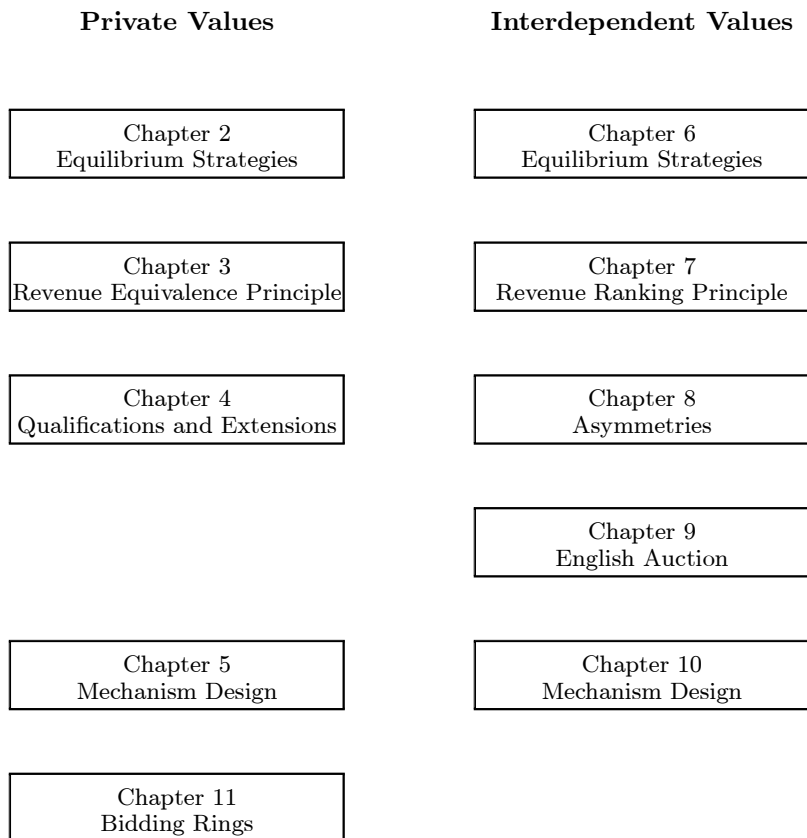 Private Values
Interdependent Values
Chapter 2
Equilibrium Strategies
Chapter 6
Equilibrium Strategies
Chapter 3
Revenue Equivalence Principle
Chapter 7
Revenue Ranking Principle
Chapter 4
Qualifications and Extensions
Chapter 8
Asymmetries
Chapter 9
English Auction
Chapter 5
Mechanism Design
Chapter 10
Mechanism Design
Chapter 11
Bidding Rings